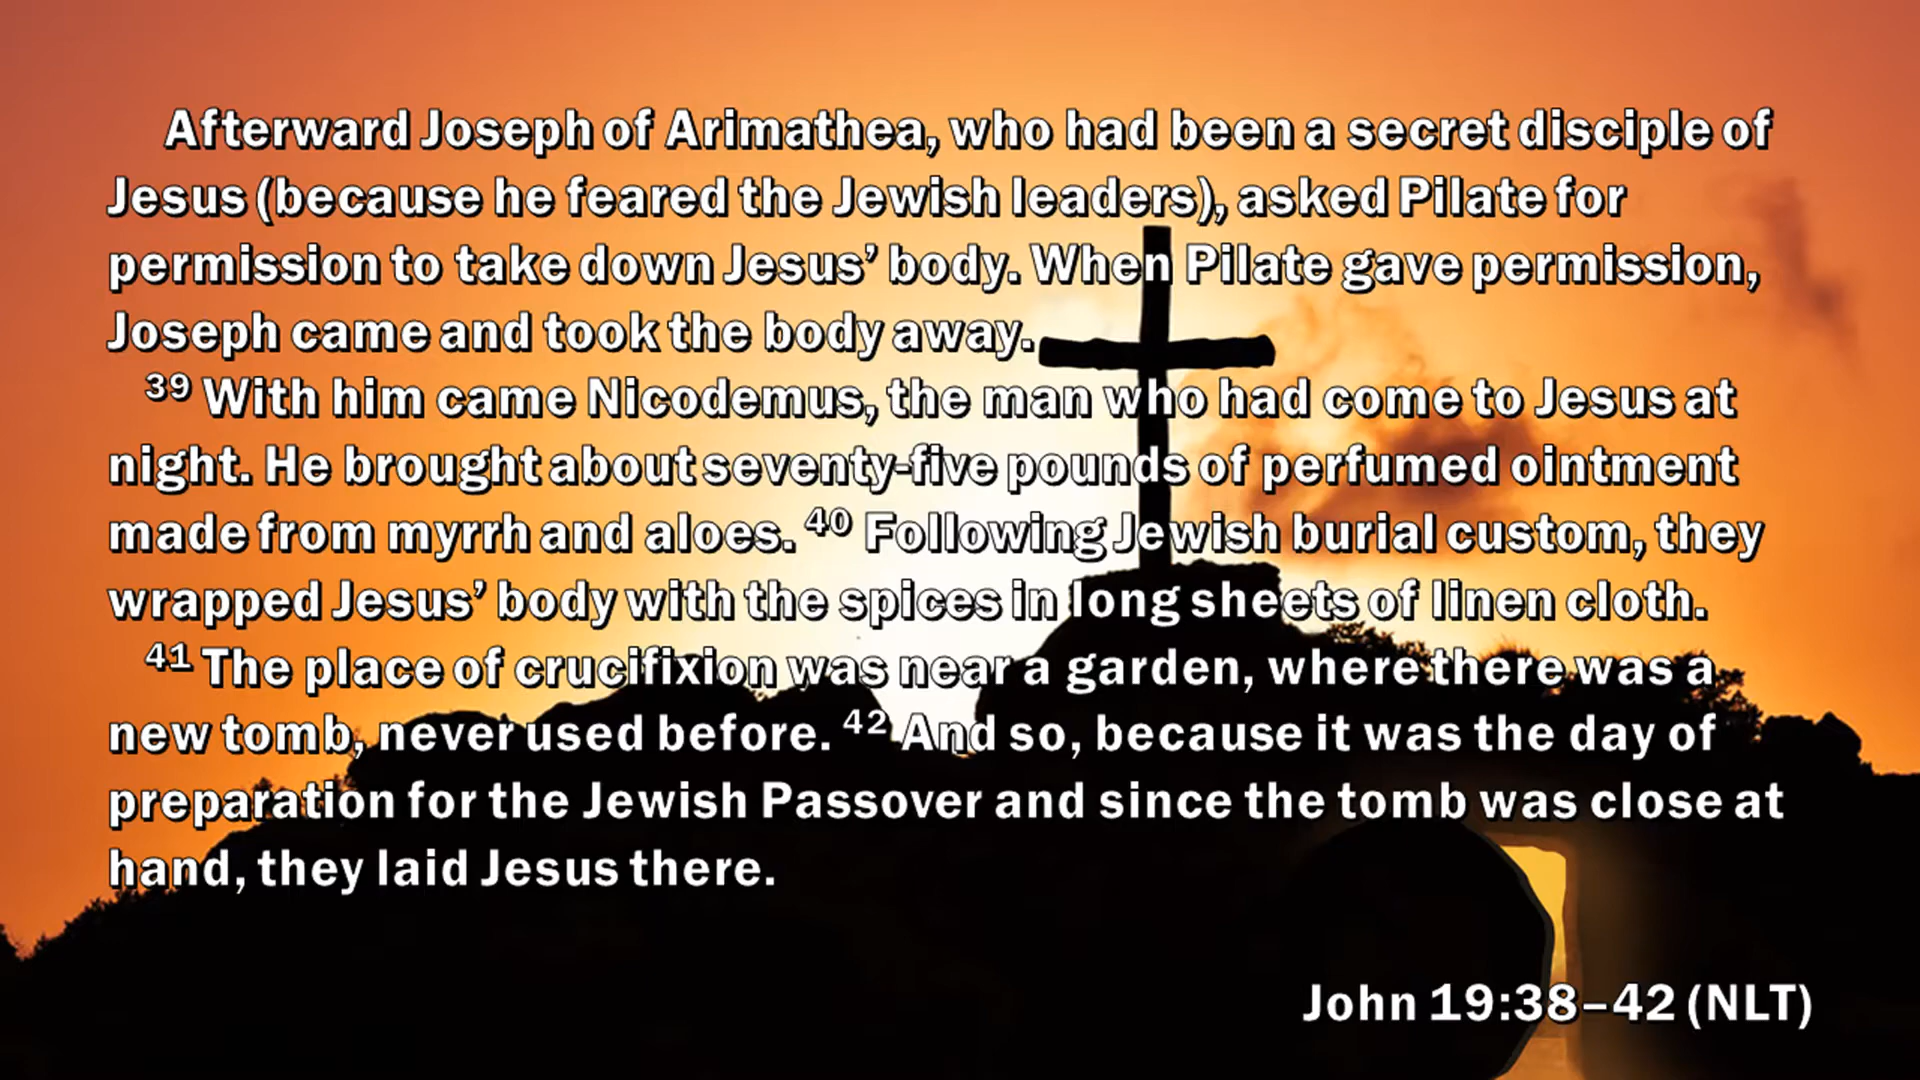 Afterward Joseph of Arimathea, who had been a secret disciple of
Jesus (because he feared the Jewish leaders), asked Pilate for
permission to take down Jesus’ body. When Pilate gave permission,
Joseph came and took the body away.
39 With him came Nicodemus, the man who had come to Jesus at
night. He brought about seventy-five pounds of perfumed ointment
made from myrrh and aloes. 40 Following Jewish burial custom, they
wrapped Jesus’ body with the spices in long sheets of linen cloth.
41 The place of crucifixion was near a garden, where there was a
new tomb, never used before. 42 And so, because it was the day of
preparation for the Jewish Passover and since the tomb was close at
hand, they laid Jesus there.
John 19:38–42 (NLT)